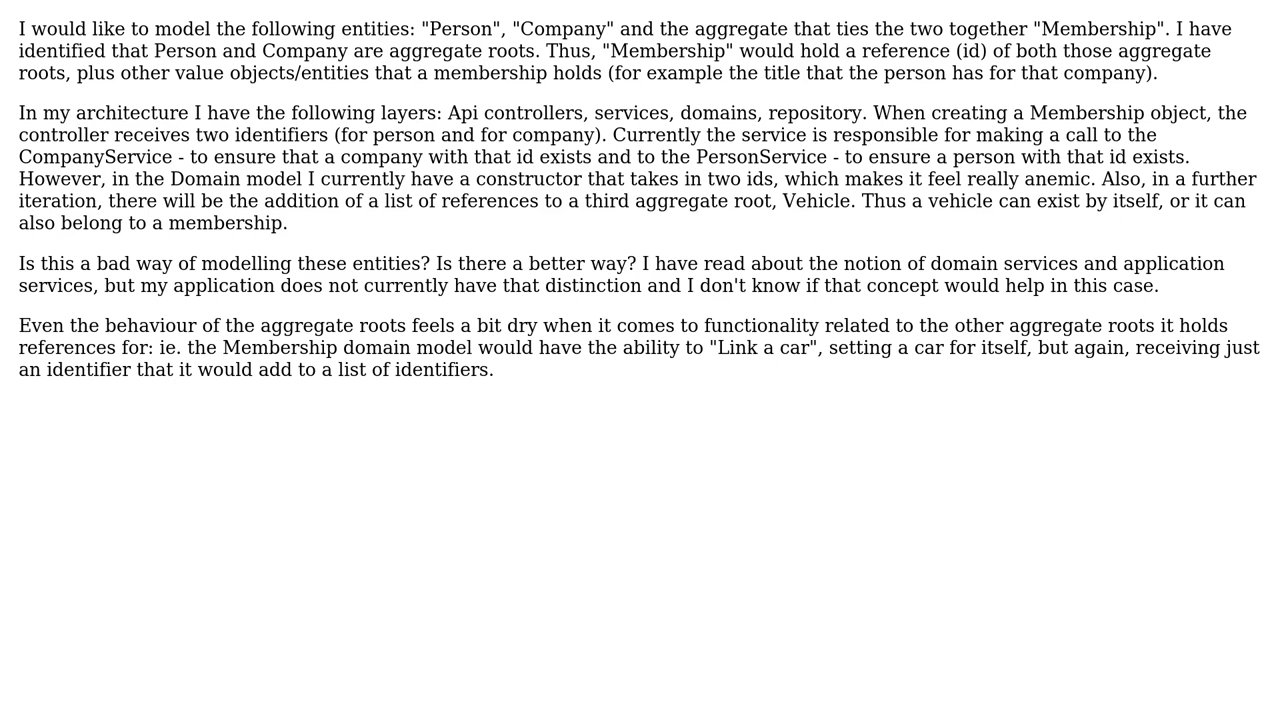 I would like to model the following entities: "Person", "Company" and the aggregate that ties the two together "Membership". I have
identified that Person and Company are aggregate roots. Thus, "Membership" would hold a reference (id) of both those aggregate
roots, plus other value objects/entities that a membership holds (for example the title that the person has for that company).
In my architecture I have the following layers: Api controllers, services, domains, repository. When creating a Membership object, the
controller receives two identifiers (for person and for company). Currently the service is responsible for making a call to the
CompanyService - to ensure that a company with that id exists and to the PersonService - to ensure a person with that id exists.
However, in the Domain model I currently have a constructor that takes in two ids, which makes it feel really anemic. Also, in a further
iteration, there will be the addition of a list of references to a third aggregate root, Vehicle. Thus a vehicle can exist by itself, or it can
also belong to a membership.
Is this a bad way of modelling these entities? Is there a better way? I have read about the notion of domain services and application
services, but my application does not currently have that distinction and I don't know if that concept would help in this case.
Even the behaviour of the aggregate roots feels a bit dry when it comes to functionality related to the other aggregate roots it holds
references for: ie. the Membership domain model would have the ability to "Link a car", setting a car for itself, but again, receiving just
an identifier that it would add to a list of identifiers.